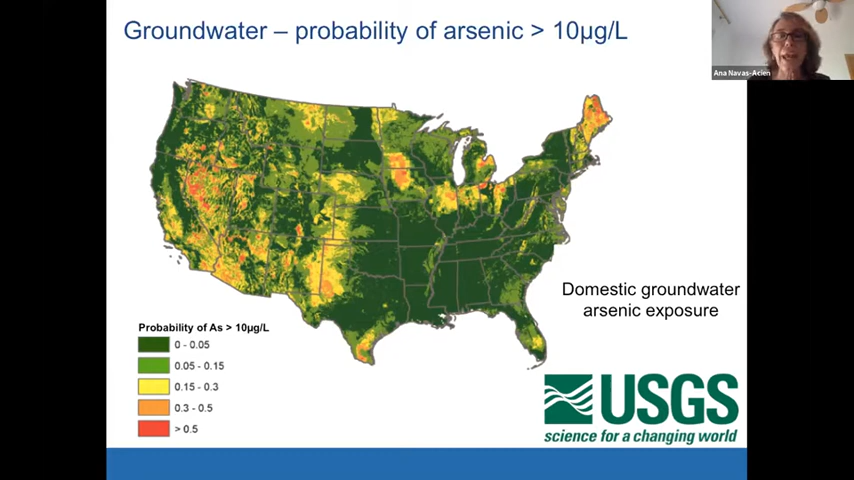 Groundwater – probability of arsenic > 10µg/L
Ana Navas-Acien
Domestic groundwater
arsenic exposure
Probability of As > 10µg/L
0 - 0.05
0.05 - 0.15
0.15 - 0.3
0.3 - 0.5
> 0.5
USGS
science for a changing world